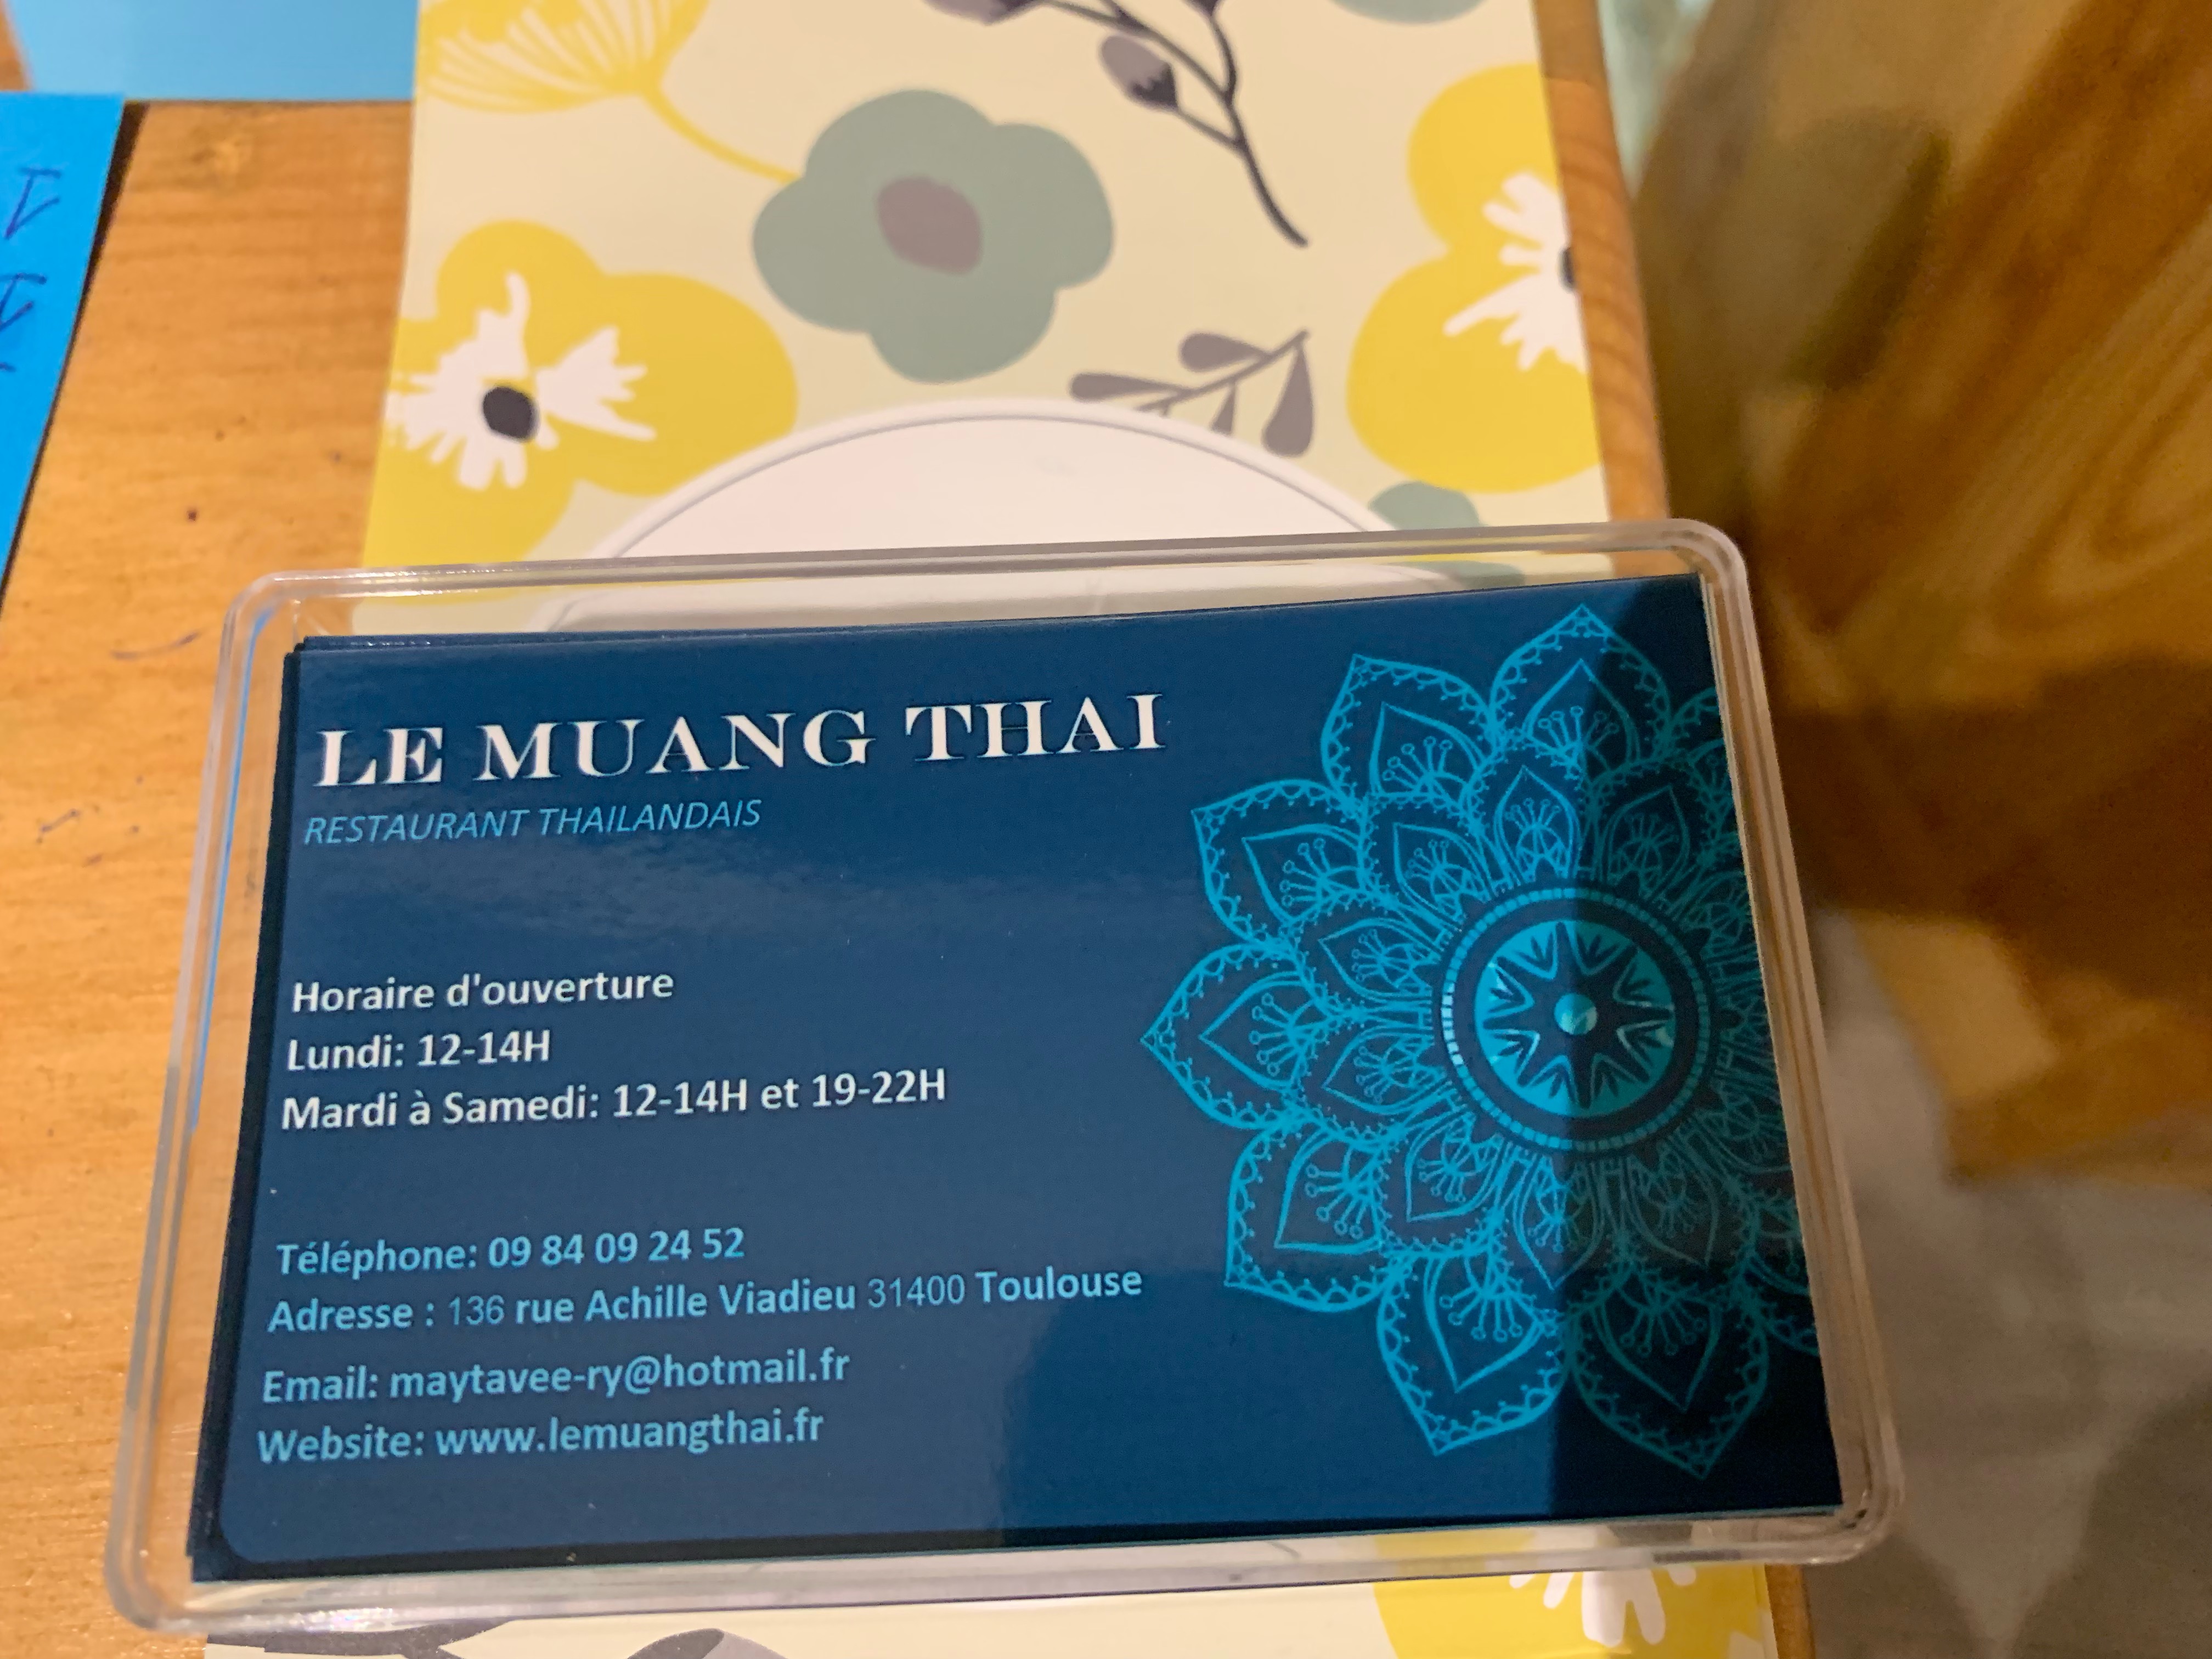 LE MUANG THAI
RESTAURANT THAILANDAIS
Horaire d'ouverture
Lundi: 12-14H
Mardi à Samedi: 12-14H et 19-22H
Téléphone: 09 84 09 24 52
Adresse : 136 rue Achille Viadieu 31400 Toulouse
Email: maytavee-ry@hotmail.fr
Website: www.lemuangthai.fr